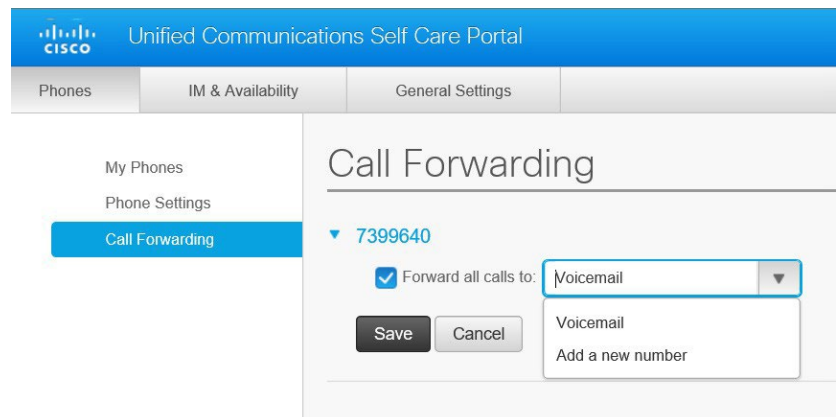 CISCO
Unified Communications Self Care Portal
Phones
IM & Availability
General Settings
My Phones
Phone Settings
Call Forwarding
Call Forwarding
7399640
Forward all calls to:
Voicemail
Voicemail
Add a new number
Save
Cancel